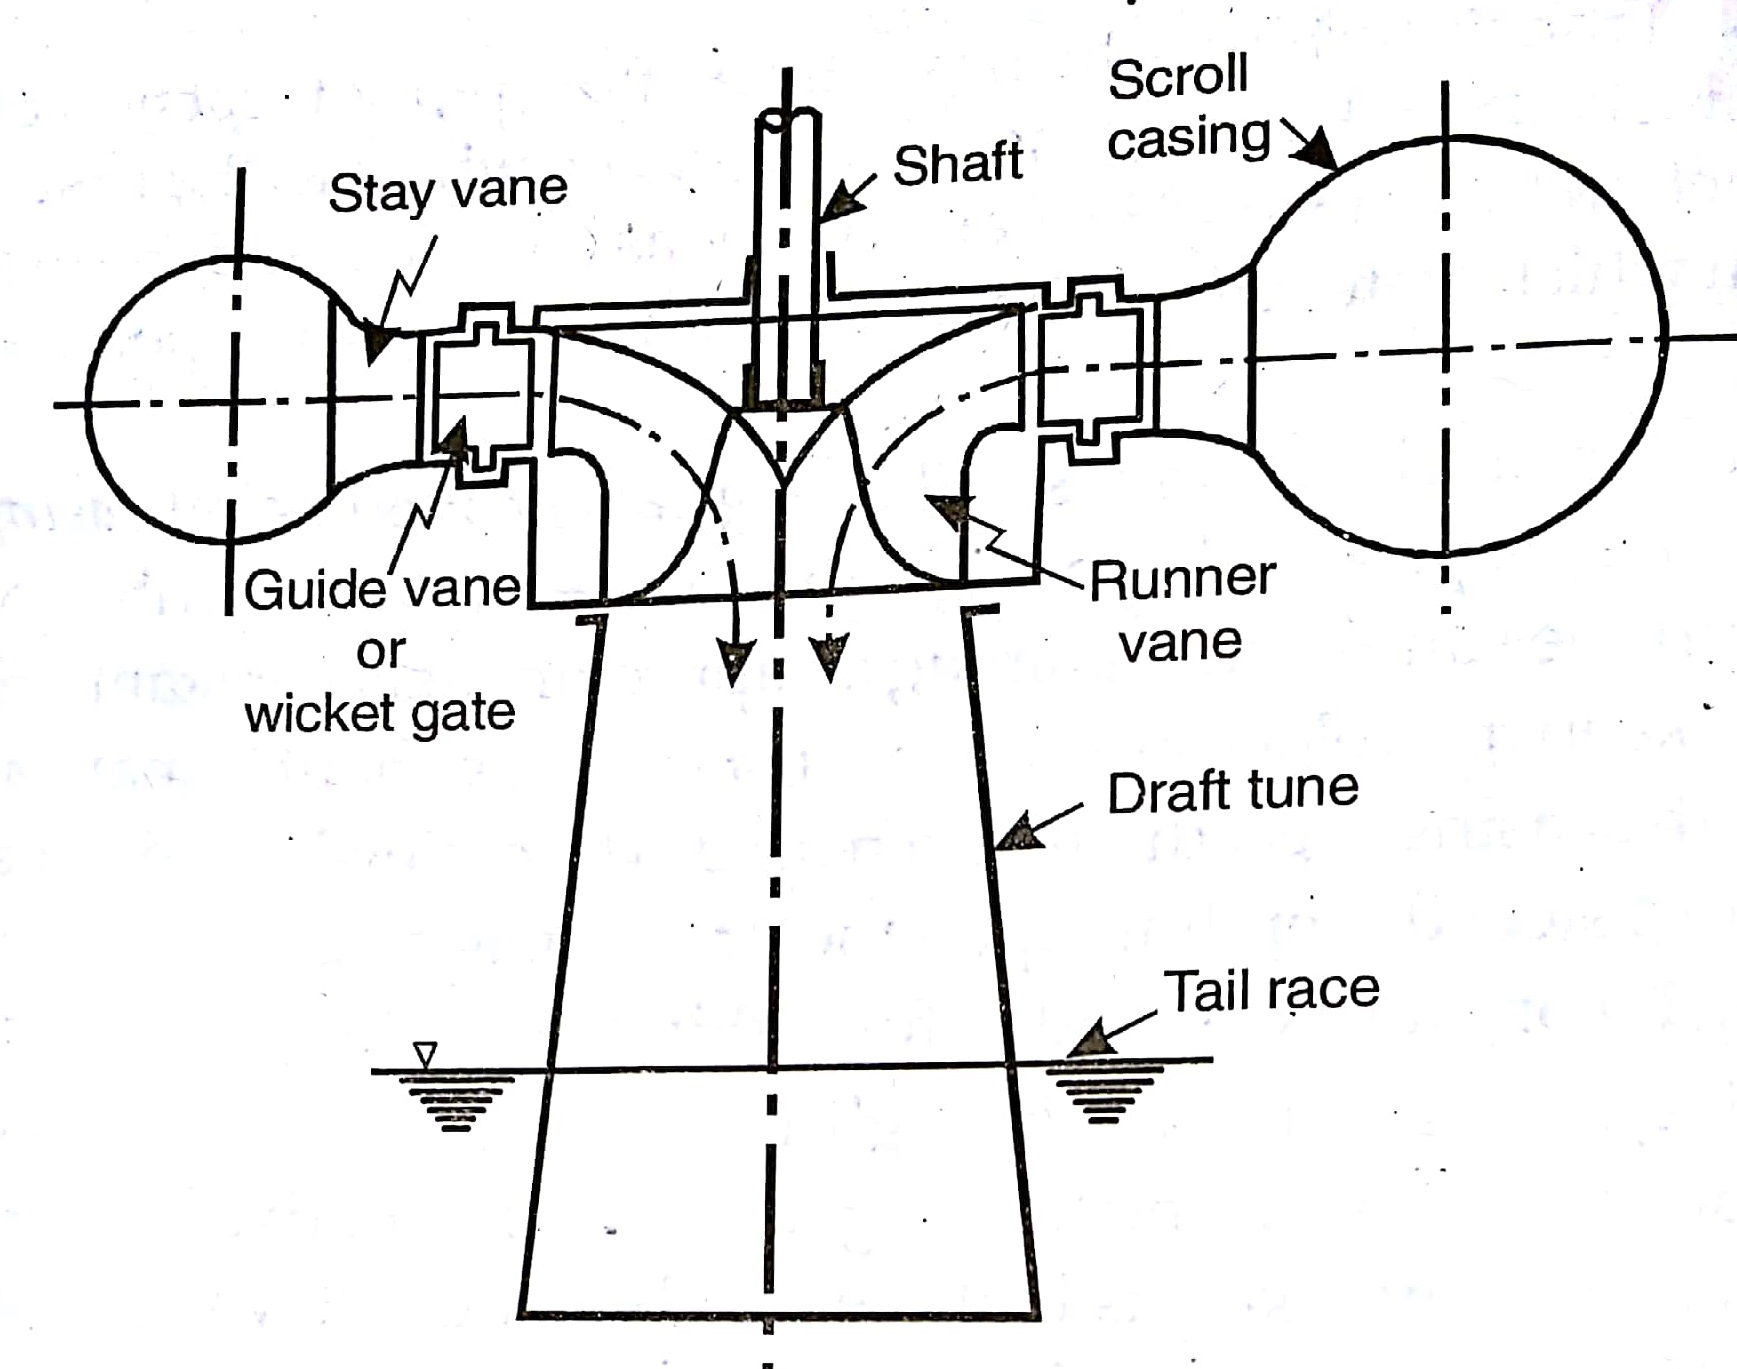 Scroll
casing
Shaft
Stay vane
Guide vane
or
wicket gate
Runner
vane
Draft tune
Tail race